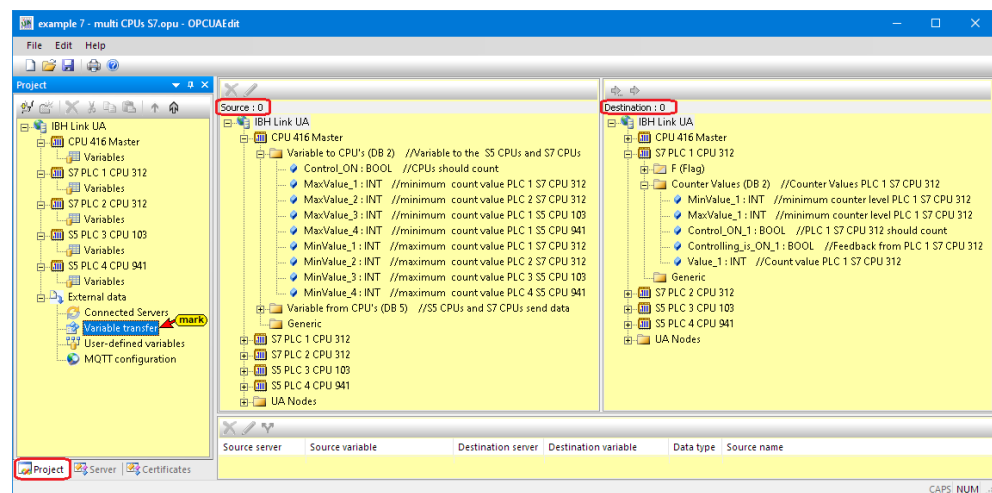 example 7 - multi CPUs S7.opu - OPCUAEdit
File Edit Help
Project
IBH Link UA
CPU 416 Master
Variables
S7 PLC 1 CPU 312
Variables
S7 PLC 2 CPU 312
Variables
S5 PLC 3 CPU 103
Variables
S5 PLC 4 CPU 941
Variables
External data
Connected Servers
mark
Variable transfer
User-defined variables
MQTT configuration
Project Server Certificates
Source : 0
IBH Link UA
CPU 416 Master
Variable to CPU's (DB 2) //Variable to the S5 CPUs and S7 CPUs
Control_ON : BOOL //CPUs should count
MaxValue_1 : INT //minimum count value PLC 1 S7 CPU 312
MaxValue_2 : INT //minimum count value PLC 2 S7 CPU 312
MaxValue_3 : INT //minimum count value PLC 1 S5 CPU 103
MaxValue_4 : INT //minimum count value PLC 1 S5 CPU 941
MinValue_1 : INT //maximum count value PLC 1 S7 CPU 312
MinValue_2 : INT //maximum count value PLC 2 S7 CPU 312
MinValue_3 : INT //maximum count value PLC 3 S5 CPU 103
MinValue_4 : INT //maximum count value PLC 4 S5 CPU 941
Variable from CPU's (DB 5) //S5 CPUs and S7 CPUs send data
Generic
S7 PLC 1 CPU 312
S7 PLC 2 CPU 312
S5 PLC 3 CPU 103
S5 PLC 4 CPU 941
UA Nodes
Destination : 0
IBH Link UA
CPU 416 Master
S7 PLC 1 CPU 312
F (Flag)
Counter Values (DB 2) //Counter Values PLC 1 S7 CPU 312
MinValue_1 : INT //minimum counter level PLC 1 S7 CPU 312
MaxValue_1 : INT //minimum counter level PLC 1 S7 CPU 312
Control_ON_1 : BOOL //PLC 1 S7 CPU 312 should count
Controlling_is_ON_1 : BOOL //Feedback from PLC 1 S7 CPU 312
Value_1 : INT //Count value PLC 1 S7 CPU 312
Generic
S7 PLC 2 CPU 312
S5 PLC 3 CPU 103
S5 PLC 4 CPU 941
UA Nodes
Source server Source variable Destination server Destination variable Data type Source name
CAPS NUM